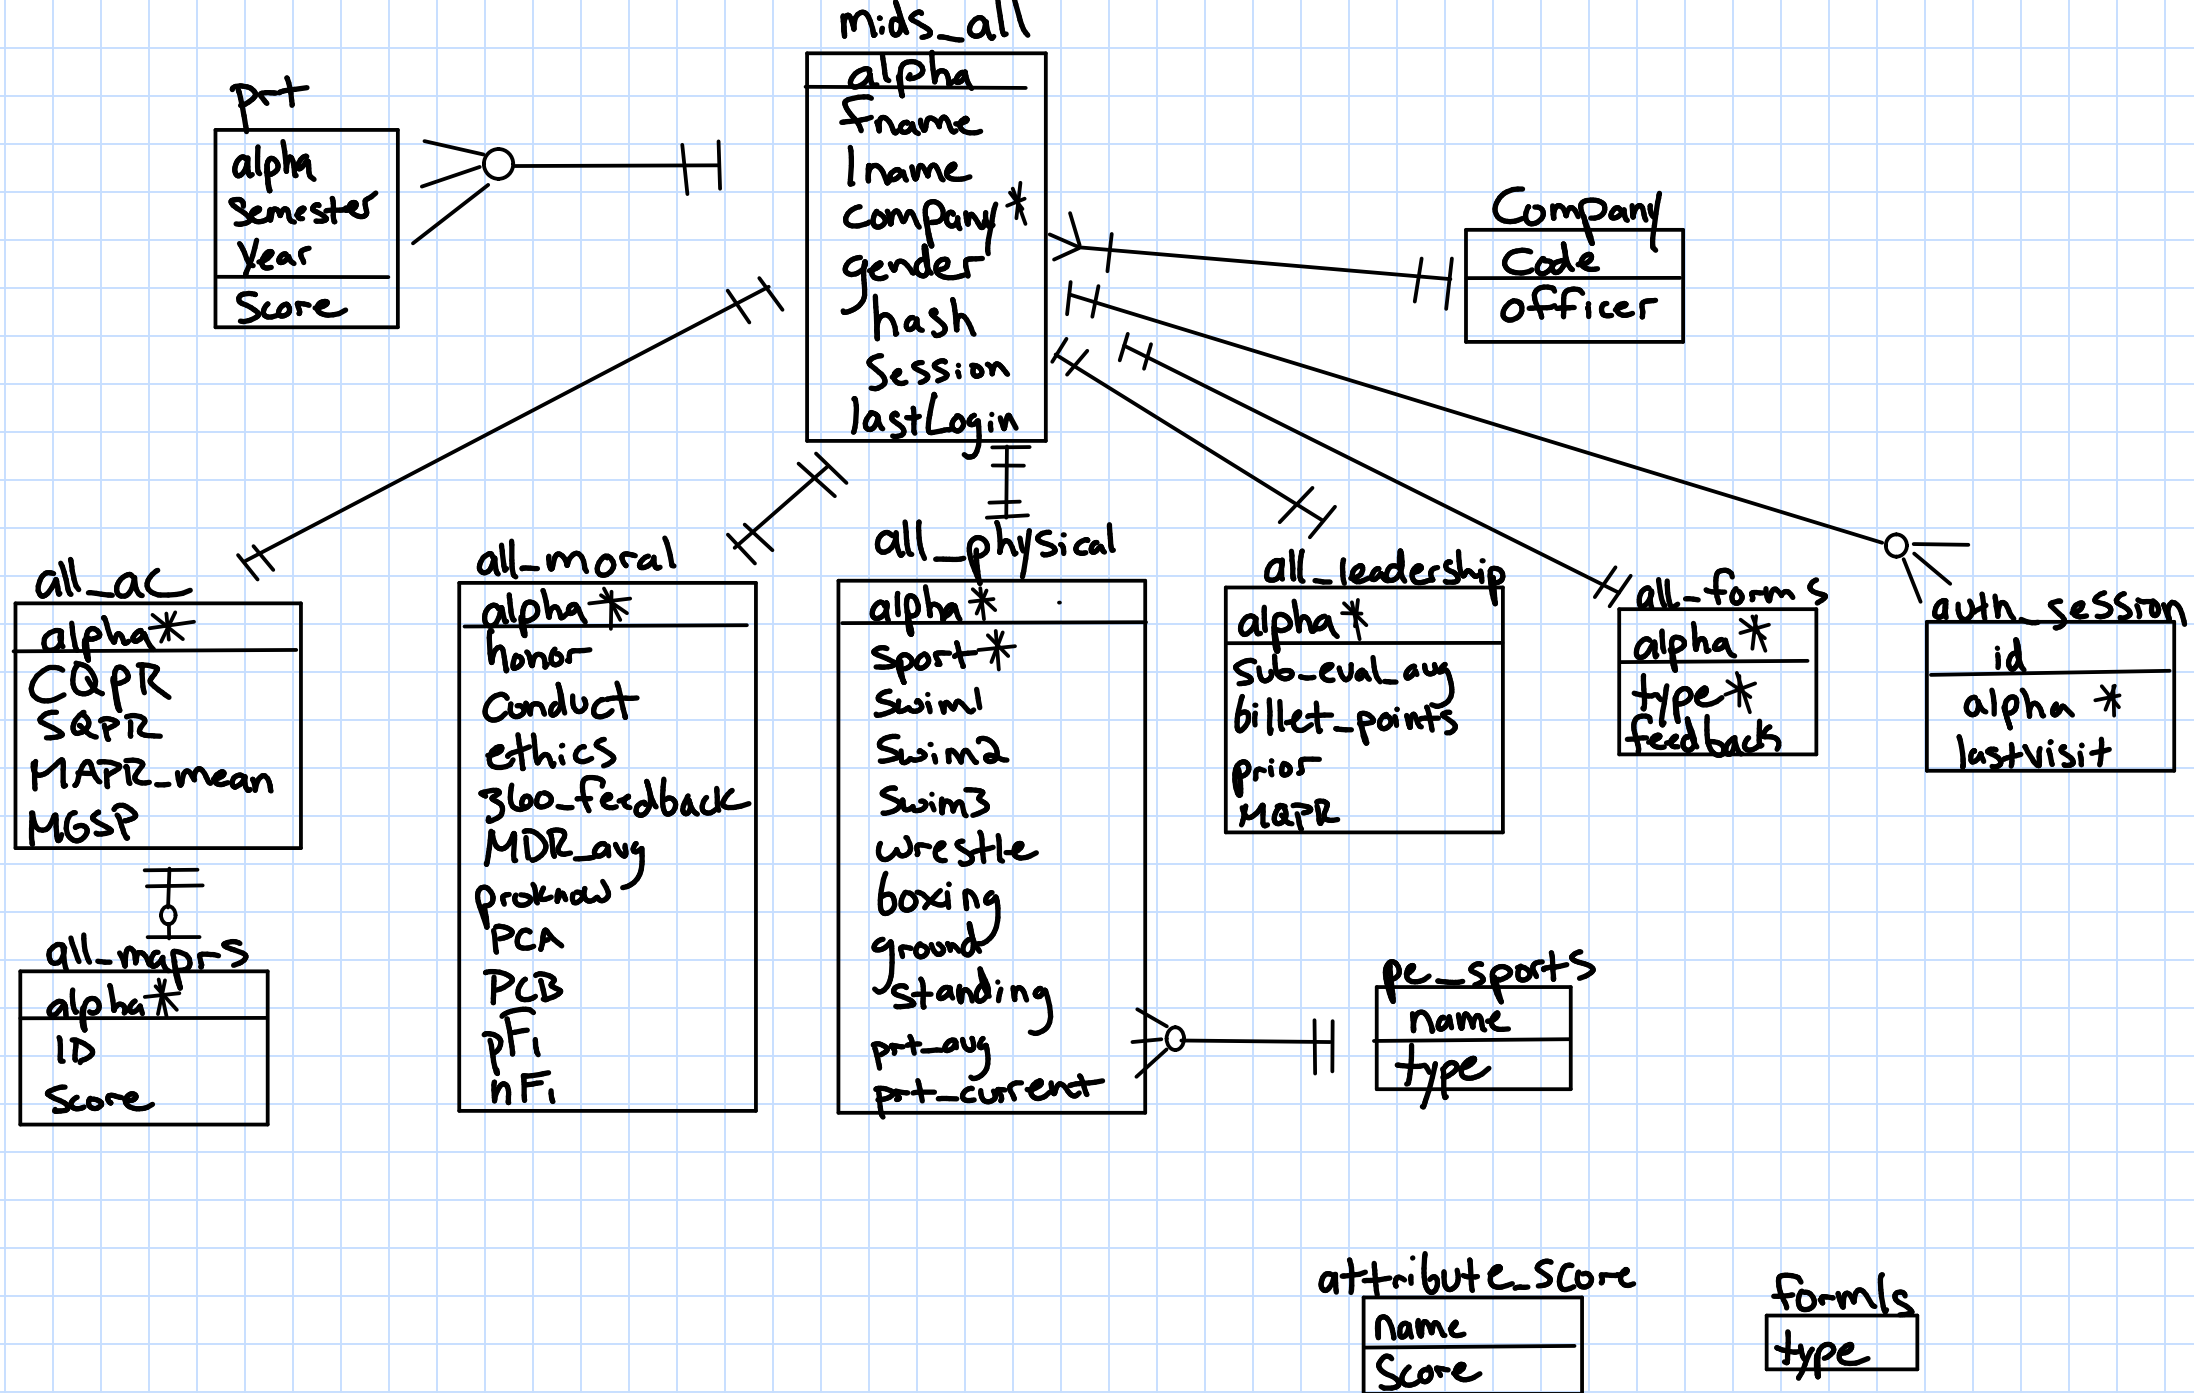 mids_all
alpha
fname
lname
company*
gender
hash
session
lastLogin
prt
alpha
semester
Year
Score
Company
Code
officer
all_ac
alpha*
CQPR
SQPR
MAPR_mean
MGSP
all_maprs
alpha*
ID
score
all_moral
alpha*
honor
conduct
ethics
360_feedback
MDR_avg
proknow
PCA
PCB
pFi
nFi
all_physical
alpha*
sport*
swim1
swim2
swim3
wrestle
boxing
ground
standing
prt_avg
prt_current
all_leadership
alpha*
sub_eval_avg
billet_points
prior
MQPR
all_forms
alpha*
type*
feedback
auth_session
id
alpha *
lastvisit
pe_sports
name
type
attribute_score
name
score
form1s
type